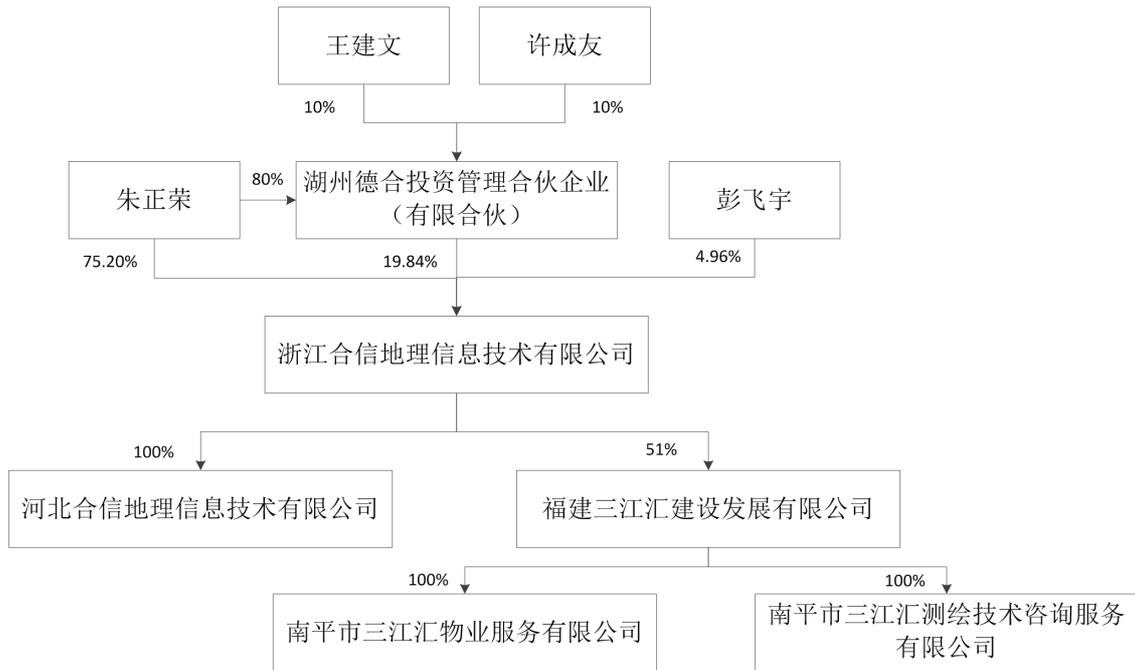 王建文
许成友
10%
10%
朱正荣
80%
湖州德合投资管理合伙企业
（有限合伙）
彭飞宇
75.20%
19.84%
4.96%
浙江合信地理信息技术有限公司
100%
51%
河北合信地理信息技术有限公司
福建三江汇建设发展有限公司
100%
100%
南平市三江汇物业服务有限公司
南平市三江汇测绘技术咨询服务
有限公司